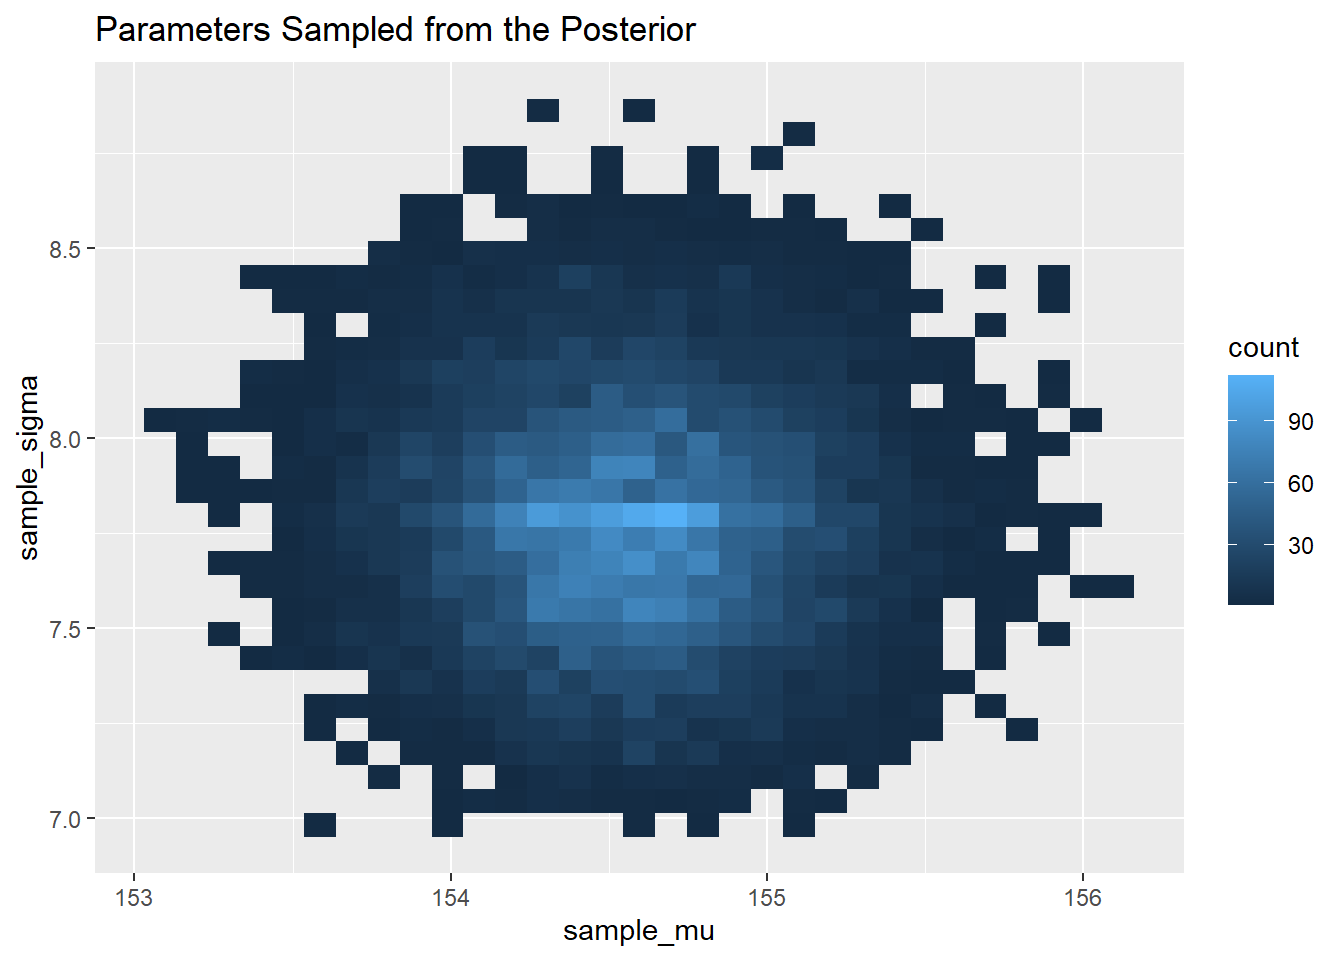 Parameters Sampled from the Posterior
sample_sigma
8.5
8.0
7.5
7.0
153 154 155 156
sample_mu
count
90
60
30